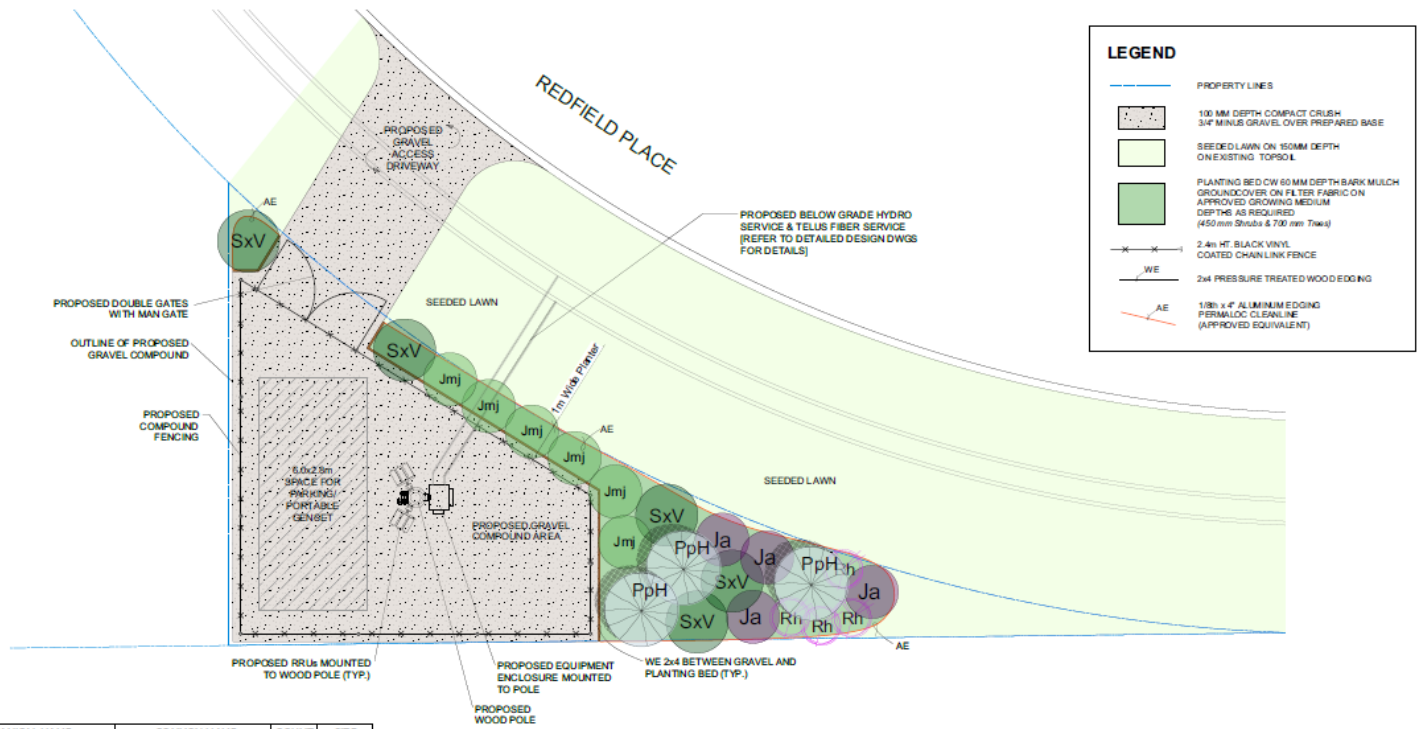 REDFIELD PLACE
PROPOSED
GRAVEL
ACCESS
DRIVEWAY
AE
SxV
PROPOSED BELOW GRADE HYDRO
SERVICE & TELUS FIBER SERVICE
[REFER TO DETAILED DESIGN DWGS
FOR DETAILS]
PROPOSED DOUBLE GATES
WITH MAN GATE
SEEDED LAWN
OUTLINE OF PROPOSED
GRAVEL COMPOUND
SxV
Jmj
Jmj
Jmj
Jmj
Jmj
Jmj
1m Wide Planter
AE
PROPOSED
COMPOUND
FENCING
6.0x2.8m
SPACE FOR
PARKING/
PORTABLE
GENSET
PROPOSED GRAVEL
COMPOUND AREA
SEEDED LAWN
SxV
Ja
PpH
Ja
SxV
PpH
Rh
Ja
PpH
SxV
Ja
Rh
Rh
Rh
AE
PROPOSED RRUs MOUNTED
TO WOOD POLE (TYP.)
PROPOSED EQUIPMENT
ENCLOSURE MOUNTED
TO POLE
PROPOSED
WOOD POLE
WE 2x4 BETWEEN GRAVEL AND
PLANTING BED (TYP.)
LEGEND
PROPERTY LINES
100 MM DEPTH COMPACT CRUSH
3/4" MINUS GRAVEL OVER PREPARED BASE
SEEDED LAWN ON 150MM DEPTH
ON EXISTING TOPSOIL
PLANTING BED CW 60 MM DEPTH BARK MULCH
GROUNDCOVER ON FILTER FABRIC ON
APPROVED GROWING MEDIUM
DEPTHS AS REQUIRED
(450 mm Shrubs & 700 mm Trees)
2.4m HT. BLACK VINYL
COATED CHAIN LINK FENCE
WE
2x4 PRESSURE TREATED WOOD EDGING
AE
1/8th x 4" ALUMINUM EDGING
PERMALOC CLEANLINE
(APPROVED EQUIVALENT)